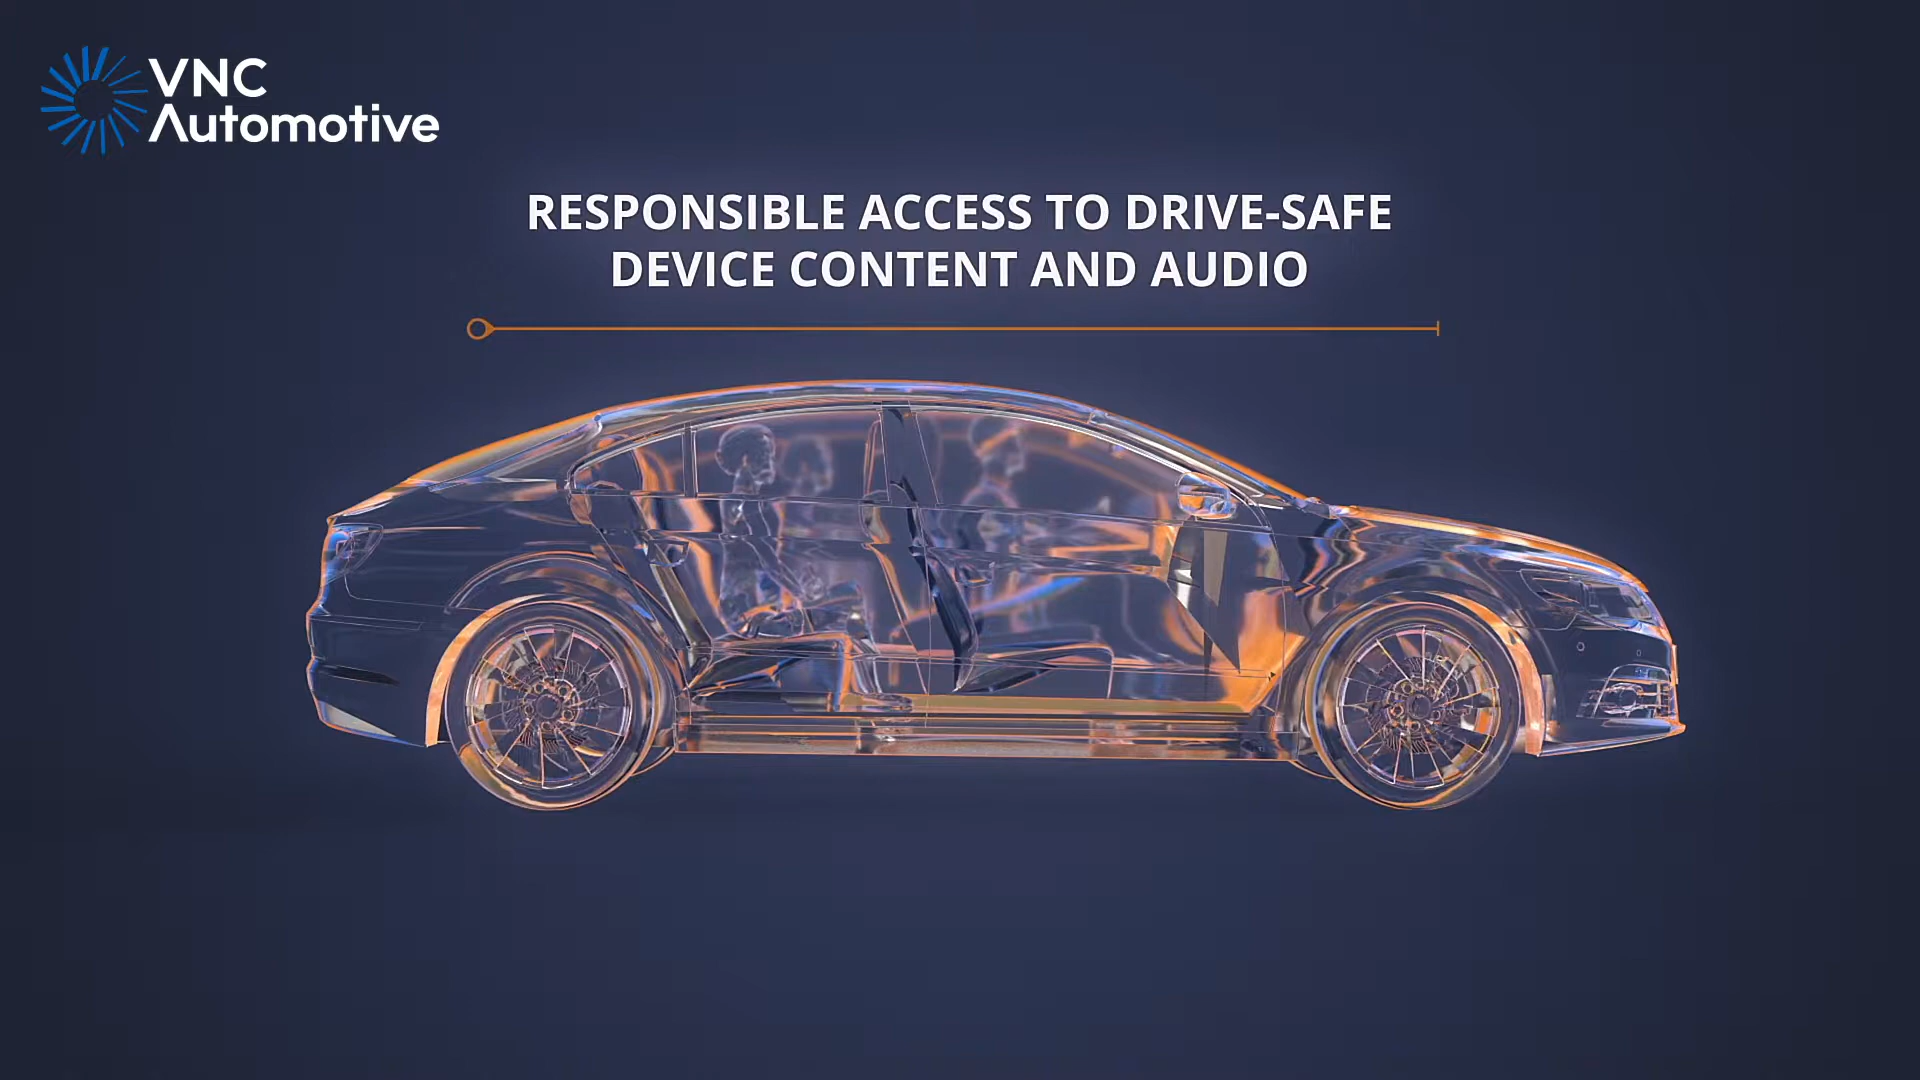 VNC
Automotive
RESPONSIBLE ACCESS TO DRIVE-SAFE
DEVICE CONTENT AND AUDIO